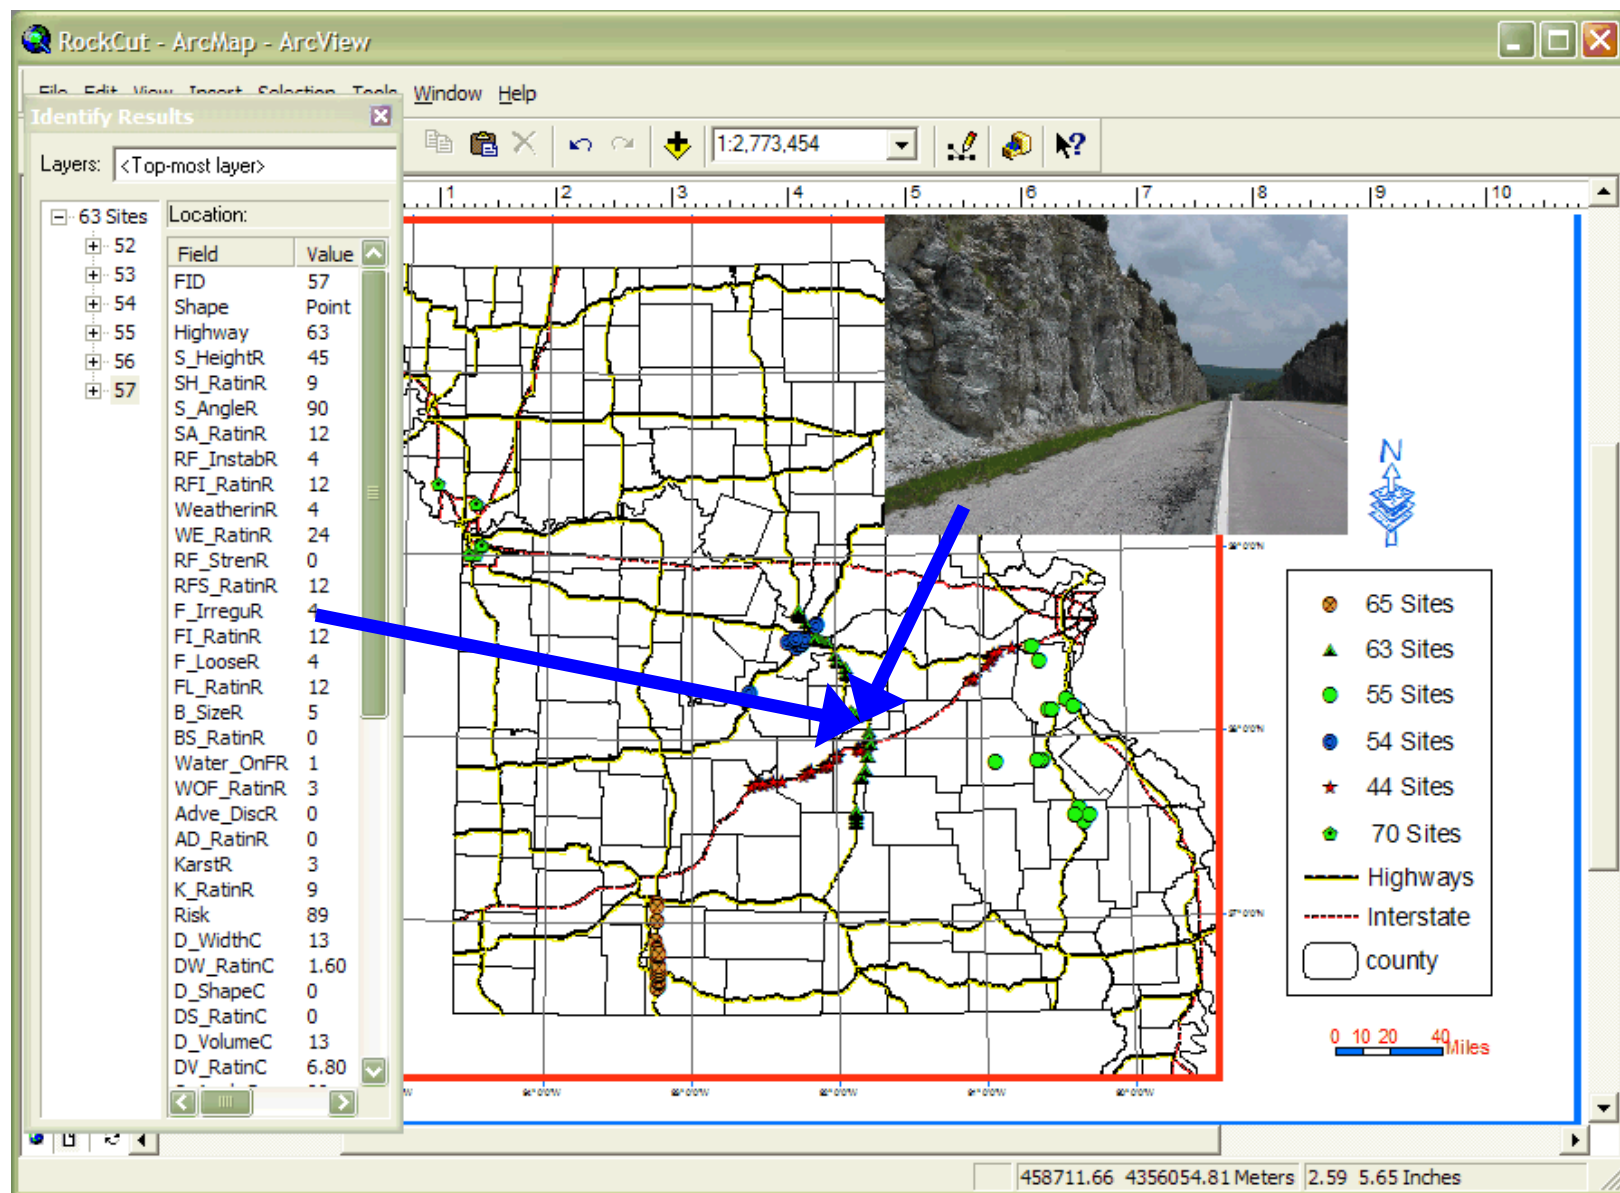 RockCut - ArcMap - ArcView
File Edit View Insert Selection Tools Window Help
Identify Results
1:2,773,454
Layers: <Top-most layer>
1 2 3 4 5 6 7 8 9 10
63 Sites
52
53
54
55
56
57
Location:
Field Value
FID 57
Shape Point
Highway 63
S_HeightR 45
SH_RatinR 9
S_AngleR 90
SA_RatinR 12
RF_InstabR 4
RFI_RatinR 12
WeatherinR 4
WE_RatinR 24
RF_StrenR 0
RFS_RatinR 12
F_IrreguR 4
FI_RatinR 12
F_LooseR 4
FL_RatinR 12
B_SizeR 5
BS_RatinR 0
Water_OnFR 1
WOF_RatinR 3
Adve_DiscR 0
AD_RatinR 0
KarstR 3
K_RatinR 9
Risk 89
D_WidthC 13
DW_RatinC 1.60
D_ShapeC 0
DS_RatinC 0
D_VolumeC 13
DV_RatinC 6.80
N
65 Sites
63 Sites
55 Sites
54 Sites
44 Sites
70 Sites
Highways
Interstate
county
0 10 20 40 Miles
458711.66 4356054.81 Meters 2.59 5.65 Inches